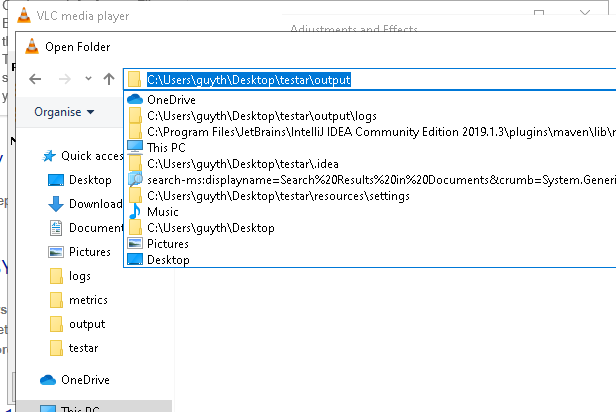 VLC media player
Adjustments and Effects
Open Folder
C:\Users\guyth\Desktop\testar\output
Organise
OneDrive
C:\Users\guyth\Desktop\testar\output\logs
C:\Program Files\JetBrains\IntelliJ IDEA Community Edition 2019.1.3\plugins\maven\lib\
This PC
C:\Users\guyth\Desktop\testar\.idea
search-ms:displayname=Search%20Results%20in%20Documents&crumb=System.Generi
C:\Users\guyth\Desktop\testar\resources\settings
Music
C:\Users\guyth\Desktop
Pictures
Desktop
Quick acces
Desktop
Download
Document
Pictures
logs
metrics
output
testar
OneDrive
This PC